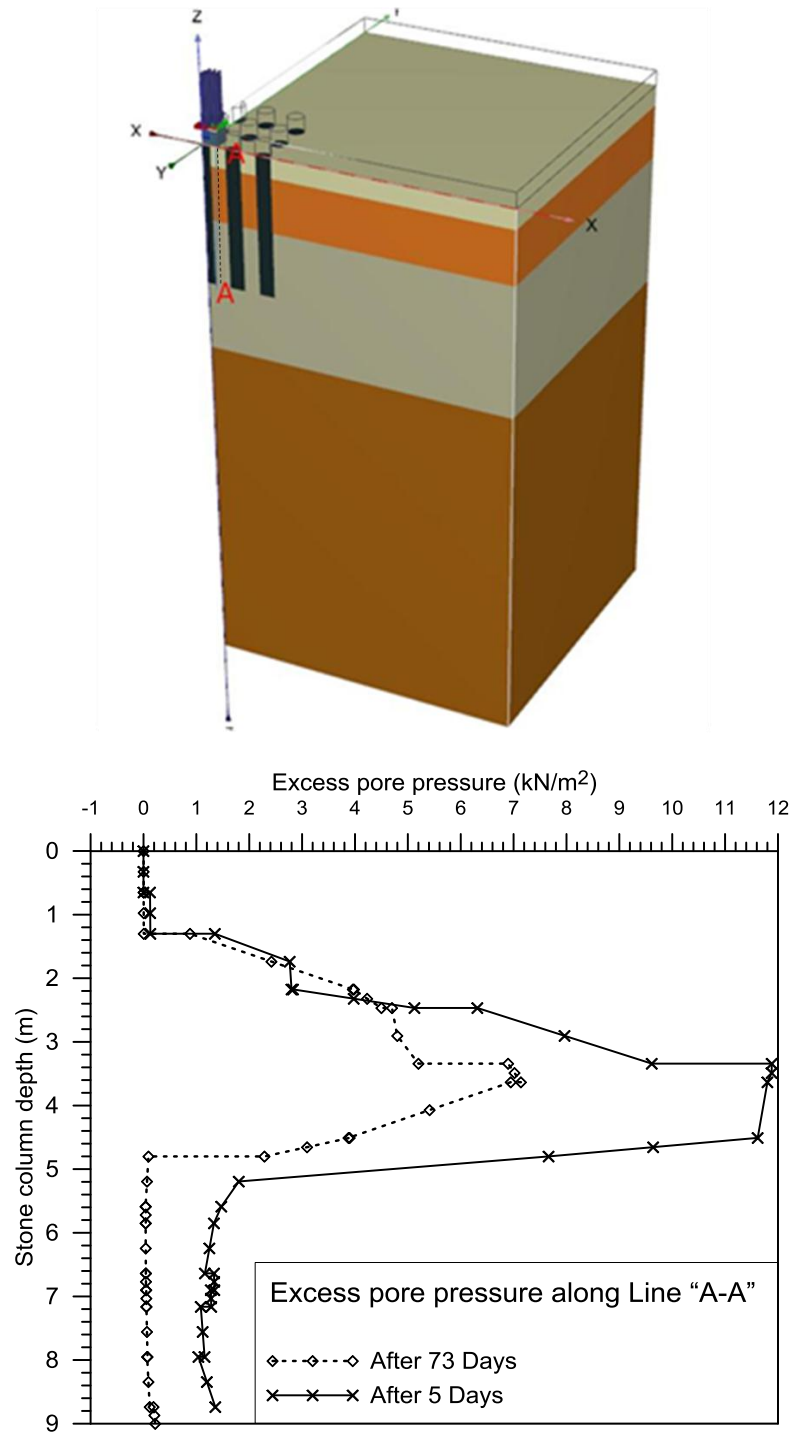 Z
Y
X
A
Y
X
A
Excess pore pressure (kN/m2)
-1 0 1 2 3 4 5 6 7 8 9 10 11 12
Stone column depth (m)
0
1
2
3
4
5
6
7
8
9
Excess pore pressure along Line “A-A”
After 73 Days
After 5 Days